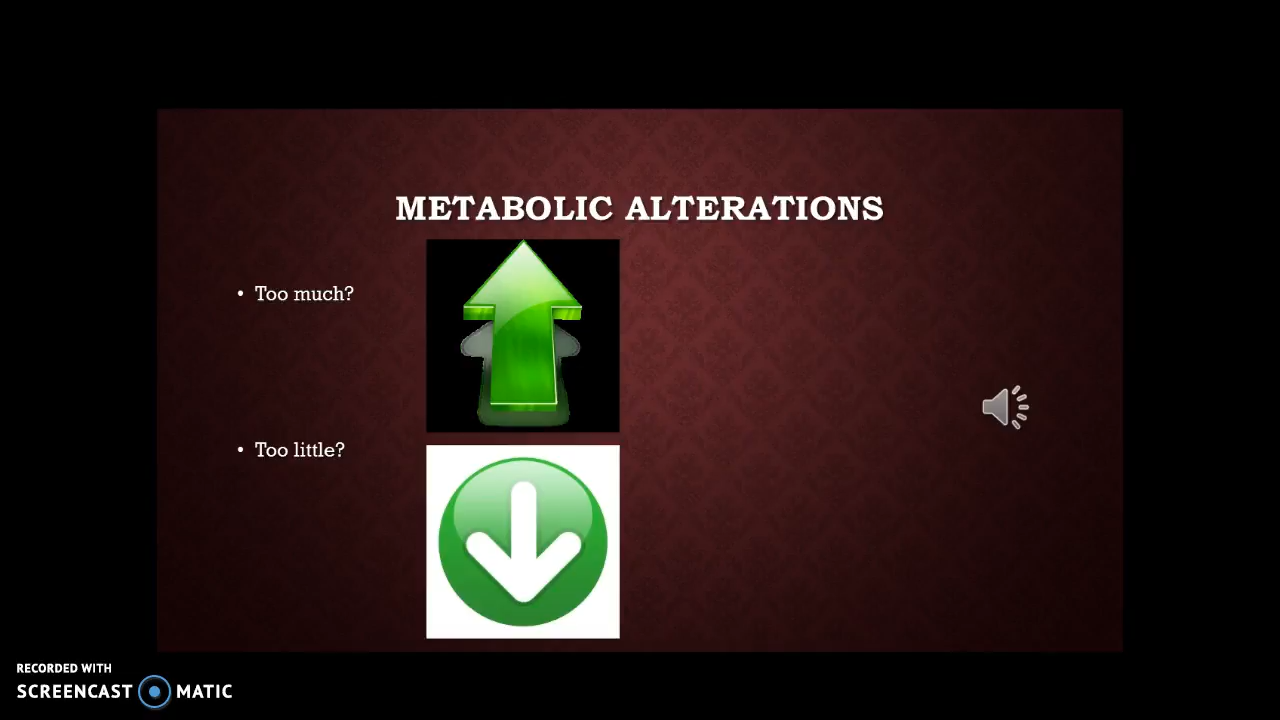 METABOLIC ALTERATIONS
• Too much?
• Too little?
RECORDED WITH
SCREENCAST MATIC